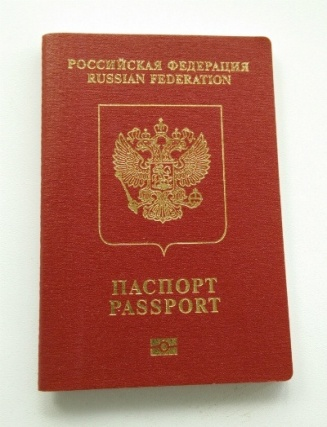 РОССИЙСКАЯ ФЕДЕРАЦИЯ
RUSSIAN FEDERATION
ПАСПОРТ
PASSPORT